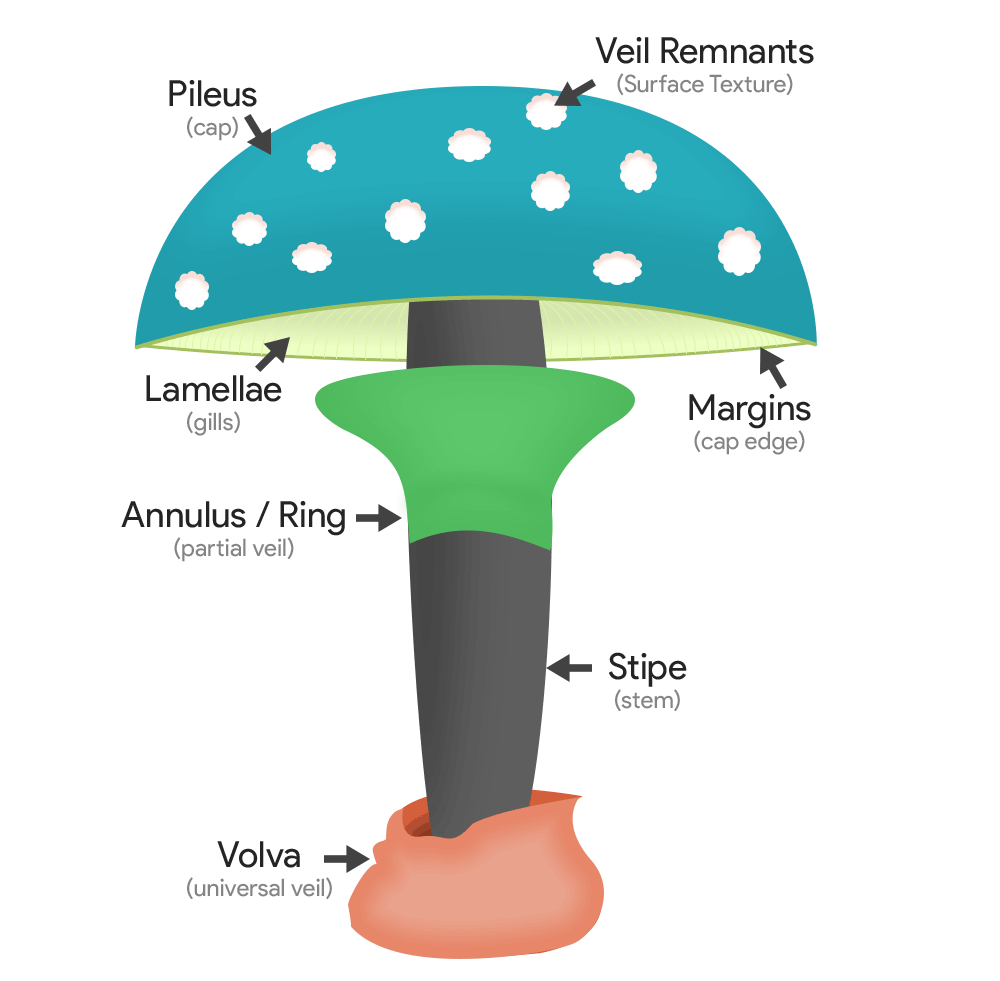 Veil Remnants
(Surface Texture)
Pileus
(cap)
Lamellae
(gills)
Margins
(cap edge)
Annulus / Ring
(partial veil)
Stipe
(stem)
Volva
(universal veil)